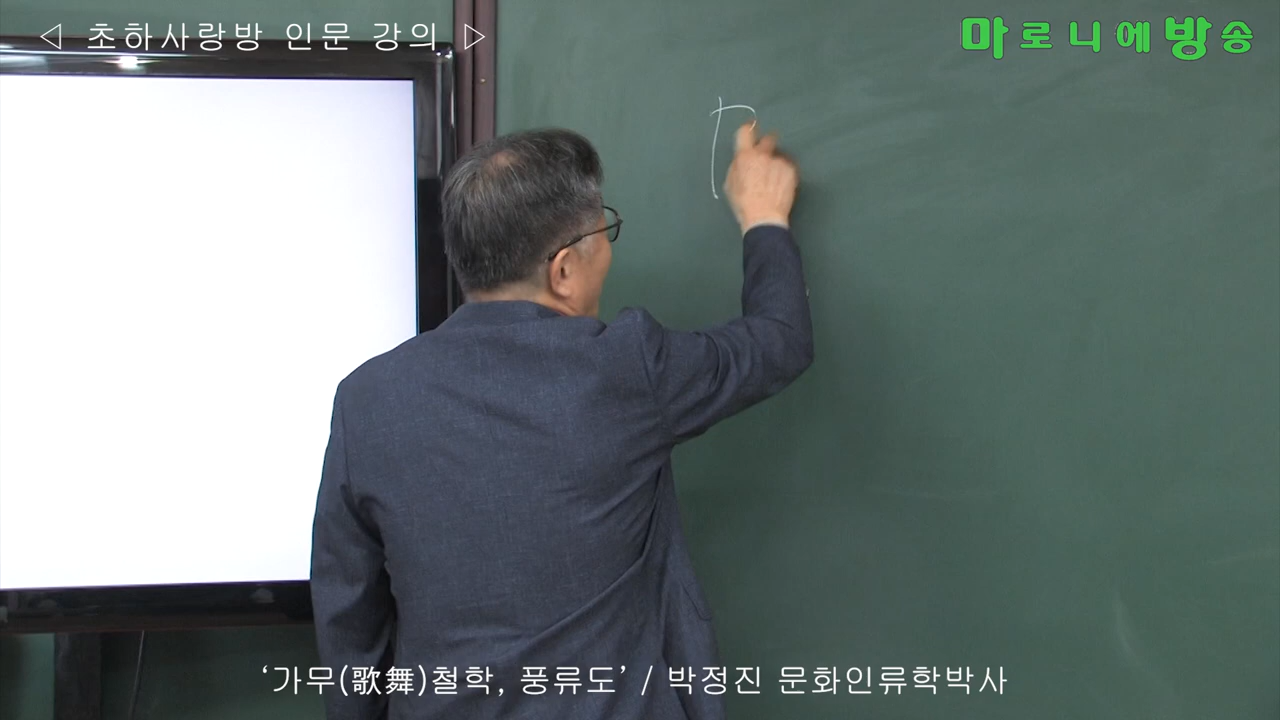 ◁ 초하사랑방 인문 강의 ▷
마로니에방송
‘가무(歌舞)철학, 풍류도’ / 박정진 문화인류학박사